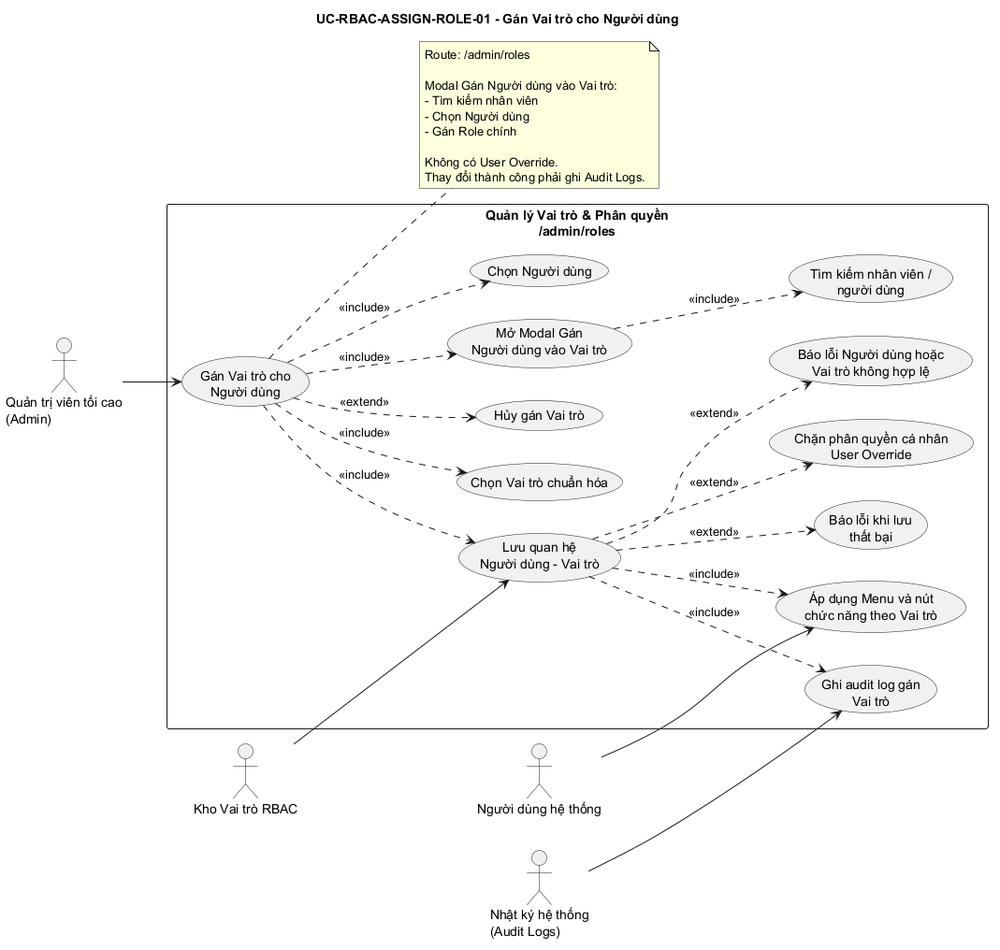 UC-RBAC-ASSIGN-ROLE-01 - Gán Vai trò cho Người dùng
Route: /admin/roles
Modal Gán Người dùng vào Vai trò:
- Tìm kiếm nhân viên
- Chọn Người dùng
- Gán Role chính
Không có User Override.
Thay đổi thành công phải ghi Audit Logs.
Quản lý Vai trò & Phân quyền
/admin/roles
Chọn Người dùng
Tìm kiếm nhân viên /
người dùng
«include»
«include»
Mở Modal Gán
Người dùng vào Vai trò
«include»
Báo lỗi Người dùng hoặc
Vai trò không hợp lệ
Gán Vai trò cho
Người dùng
Quản trị viên tối cao
(Admin)
«extend»
Hủy gán Vai trò
«extend»
«include»
Chặn phân quyền cá nhân
User Override
«include»
Chọn Vai trò chuẩn hóa
«extend»
Báo lỗi khi lưu
thất bại
«extend»
Lưu quan hệ
Người dùng - Vai trò
«include»
Áp dụng Menu và nút
chức năng theo Vai trò
«include»
Ghi audit log gán
Vai trò
Kho Vai trò RBAC
Người dùng hệ thống
Nhật ký hệ thống
(Audit Logs)